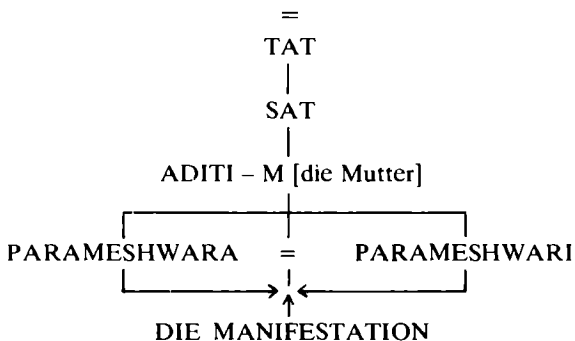 =
TAT
SAT
ADITI – M [die Mutter]
PARAMESHWARA = PARAMESHWARI
DIE MANIFESTATION